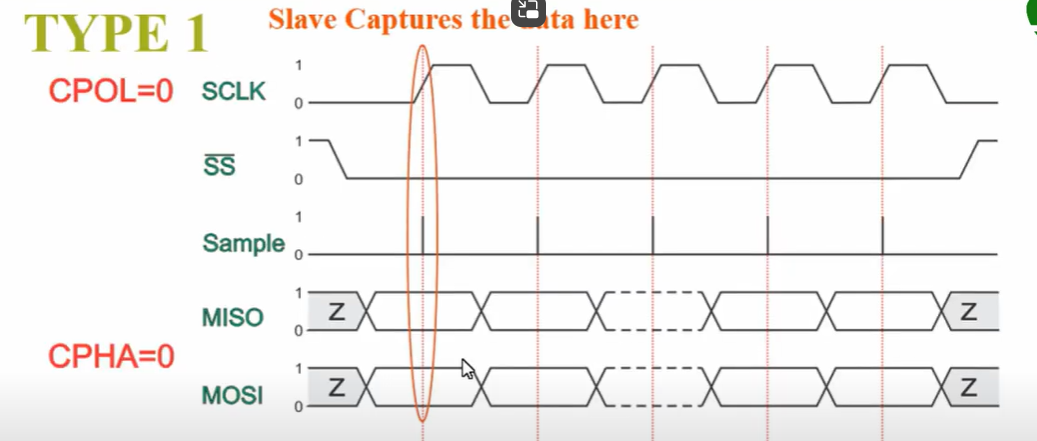 TYPE 1
Slave Captures the data here
CPOL=0 SCLK 1 0
SS 1 0
Sample 1 0
MISO 1 0 Z Z
CPHA=0
MOSI 1 0 Z Z